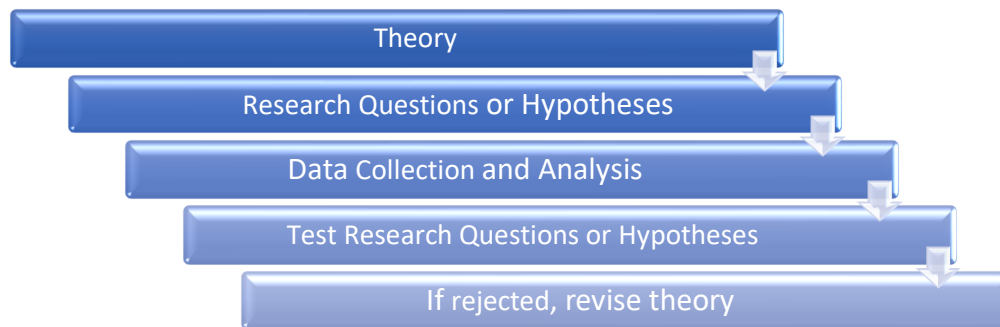 Theory
Research Questions or Hypotheses
Data Collection and Analysis
Test Research Questions or Hypotheses
If rejected, revise theory